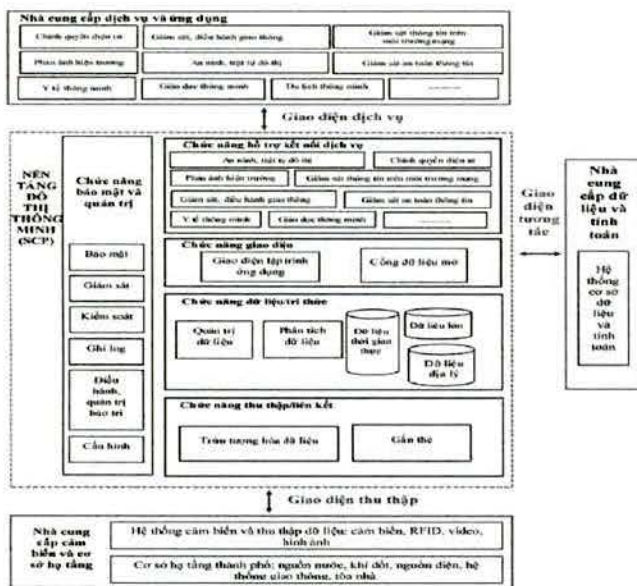 Nhà cung cấp dịch vụ và ứng dụng
Chính quyền điện tử
Giám sát, điều hành giao thông
Giám sát thông tin trên
môi trường mạng
Phản ánh hiện trường
An ninh, trật tự đô thị
Giám sát an toàn thông tin
Y tế thông minh
Giáo dục thông minh
Du lịch thông minh
............
Giao diện dịch vụ
NỀN
TẢNG
ĐÔ
THỊ
THÔNG
MINH
(SCP)
Chức năng
bảo mật và
quản trị
Bảo mật
Giám sát
Kiểm soát
Ghi log
Điều
hành,
quản trị
bảo trì
Cấu hình
Chức năng hỗ trợ kết nối dịch vụ
An ninh, trật tự đô thị
Chính quyền điện tử
Phản ánh hiện trường
Giám sát thông tin trên môi trường mạng
Giám sát, điều hành giao thông
Giám sát an toàn thông tin
Y tế thông minh
Giáo dục thông minh
............
Chức năng giao diện
Giao diện lập trình
ứng dụng
Cổng dữ liệu mở
Chức năng dữ liệu/tri thức
Quản trị
dữ liệu
Phân tích
dữ liệu
Dữ
liệu
thời gian
thực
Dữ liệu lớn
Dữ liệu
địa lý
Chức năng thu thập/liên kết
Trừu tượng hóa dữ liệu
Gắn thẻ
Giao
diện
tương
tác
Nhà
cung
cấp dữ
liệu và
tính
toán
Hệ
thống
cơ sở
dữ
liệu
và
tính
toán
Giao diện thu thập
Nhà cung
cấp cảm
biến và cơ
sở hạ tầng
Hệ thống cảm biến và thu thập dữ liệu: cảm biến, RFID, video,
hình ảnh
Cơ sở hạ tầng thành phố: nguồn nước, khí đốt, nguồn điện, hệ
thống giao thông, tòa nhà